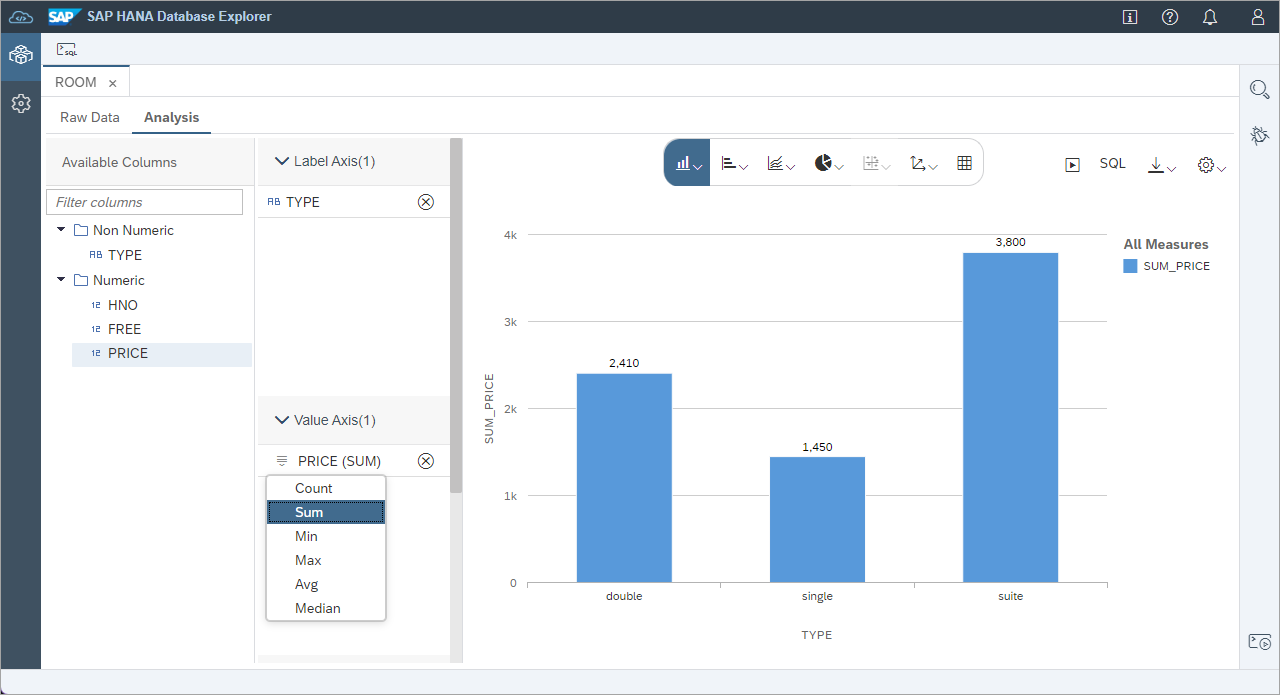 SAP SAP HANA Database Explorer
SQL
ROOM
Raw Data Analysis
Available Columns
Filter columns
Non Numeric
AB TYPE
Numeric
12 HNO
12 FREE
12 PRICE
Label Axis(1)
AB TYPE
Value Axis(1)
PRICE (SUM)
Count
Sum
Min
Max
Avg
Median
SQL
4k
3k
2k
1k
0
SUM_PRICE
2,410
1,450
3,800
double
single
suite
TYPE
All Measures
SUM_PRICE